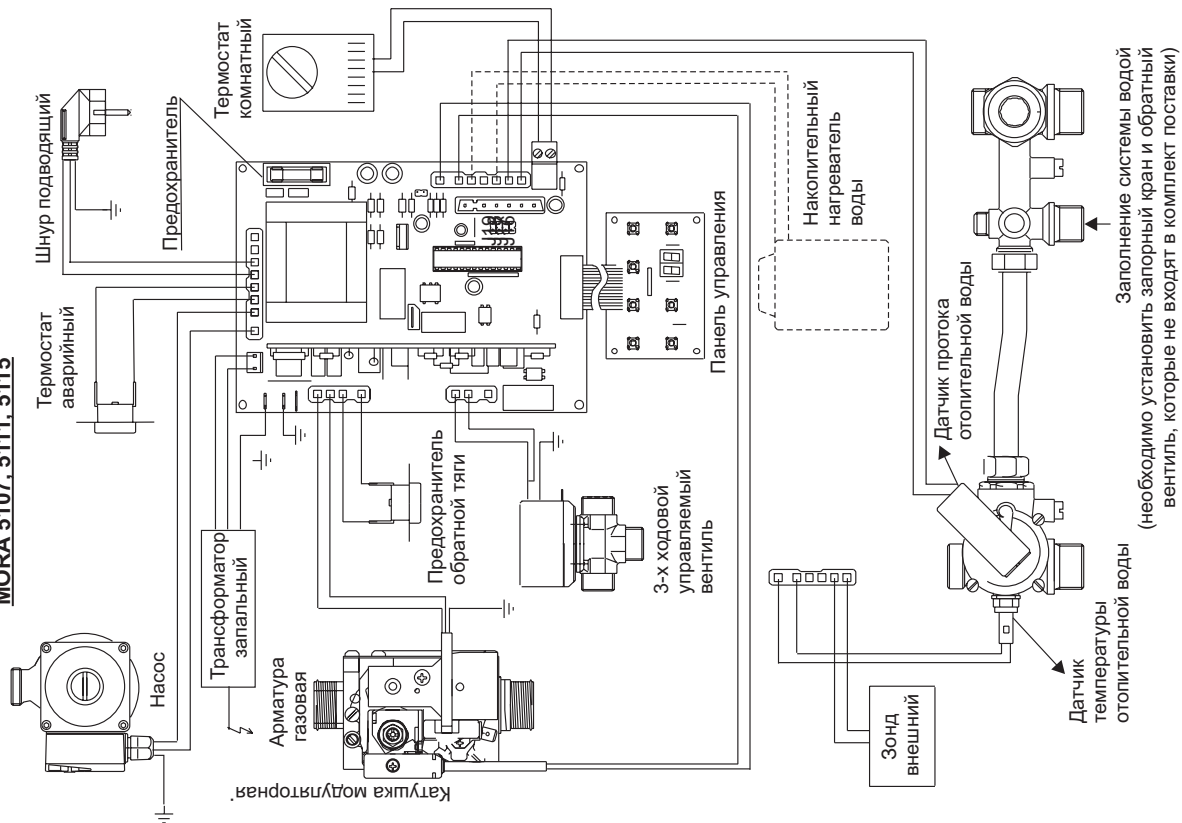 MORA 5107, 5111, 5115
Насос
Трансформатор
запальный
Термостат
аварийный
Шнур подводящий
Предохранитель
Термостат
комнатный
Арматура
газовая
Катушка модуляторная
Предохранитель
обратной тяги
3-х ходовой
управляемый
вентиль
Панель управления
Накопительный
нагреватель
воды
Зонд
внешний
Датчик
температуры
отопительной воды
Датчик протока
отопительной воды
Заполнение системы водой
(необходимо установить запорный кран и обратный
вентиль, которые не входят в комплект поставки)